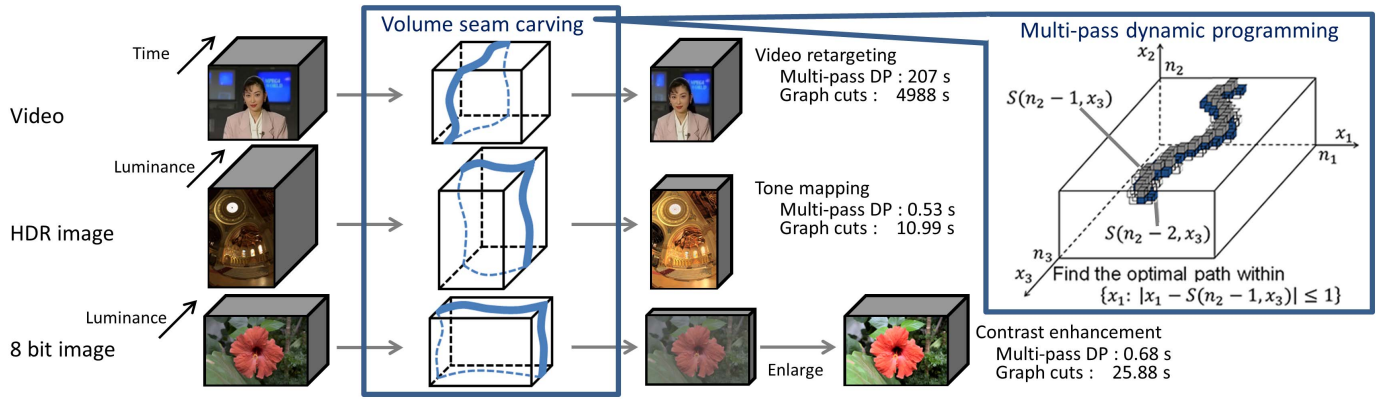 Volume seam carving
Multi-pass dynamic programming
Time
Video
Video retargeting
Multi-pass DP : 207 s
Graph cuts : 4988 s
Luminance
HDR image
Tone mapping
Multi-pass DP : 0.53 s
Graph cuts : 10.99 s
Luminance
8 bit image
Enlarge
Contrast enhancement
Multi-pass DP : 0.68 s
Graph cuts : 25.88 s
x₂
n₂
S(n₂ − 1, x₃)
x₁
n₁
S(n₂ − 2, x₃)
n₃
x₃
Find the optimal path within
{x₁: |x₁ − S(n₂ − 1, x₃)| ≤ 1}